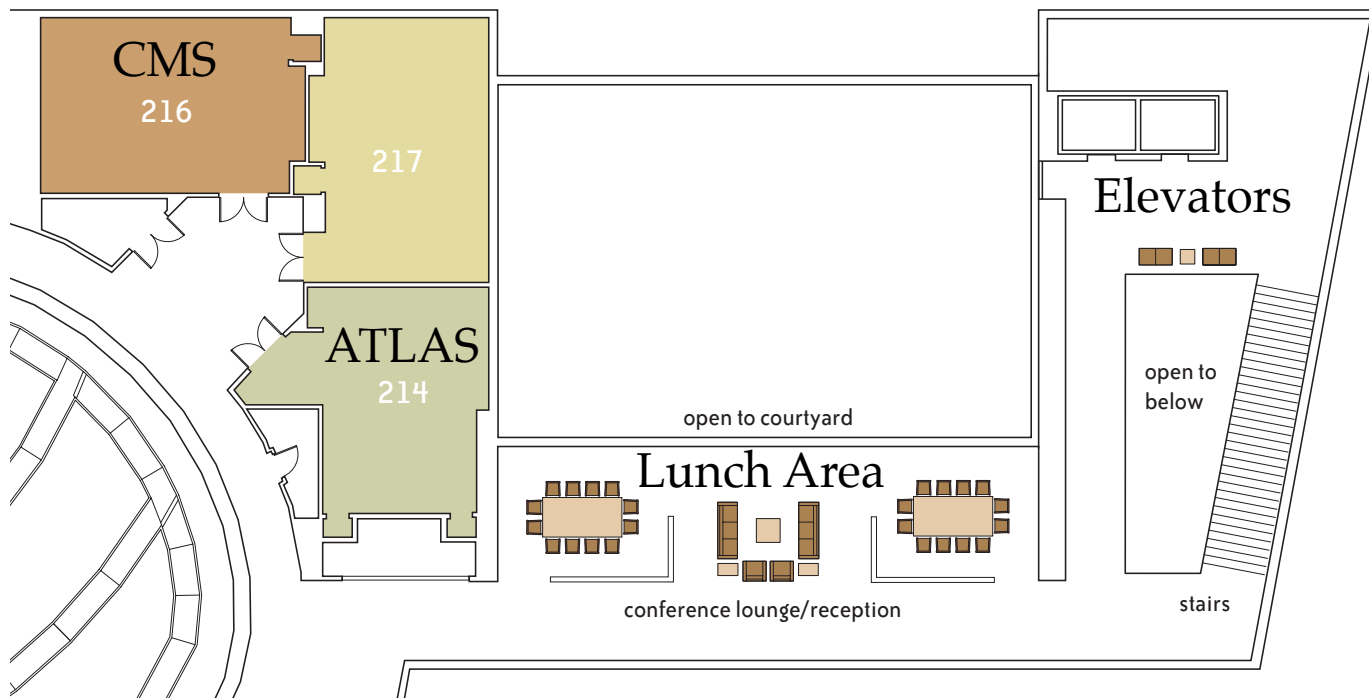 CMS
216
217
Elevators
ATLAS
214
open to
below
open to courtyard
Lunch Area
conference lounge/reception
stairs